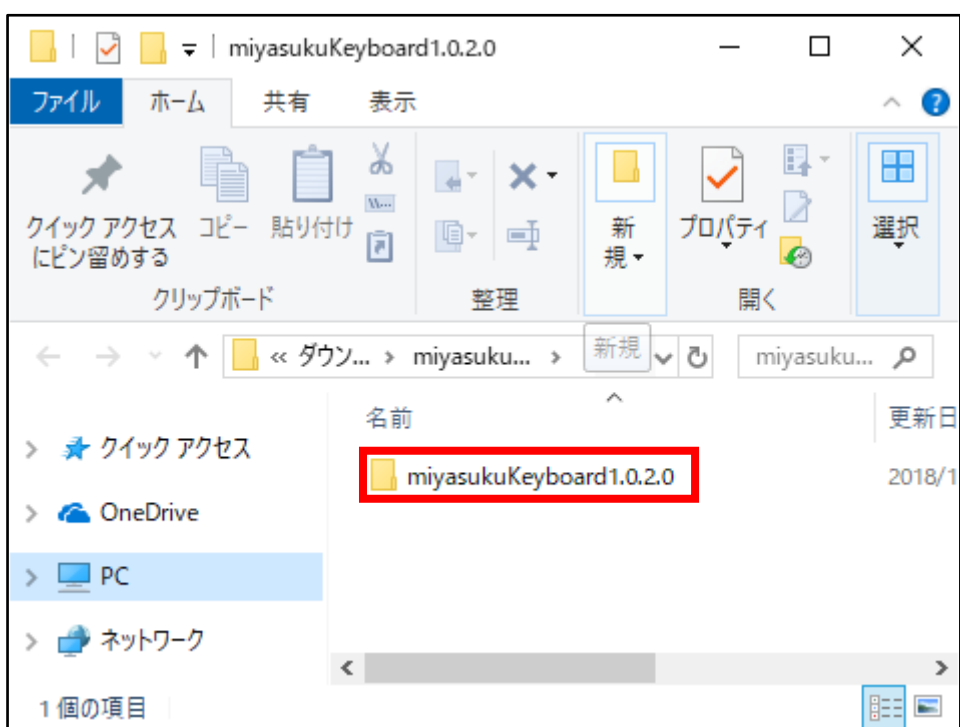 miyasukuKeyboard1.0.2.0
ファイル ホーム 共有 表示
クイック アクセス
にピン留めする
コピー
貼り付け
新
規
プロパティ
選択
クリップボード 整理 開く
« ダウン... › miyasuku... ›
新規
miyasuku...
名前 更新日
クイック アクセス
miyasukuKeyboard1.0.2.0 2018/1
OneDrive
PC
ネットワーク
1 個の項目